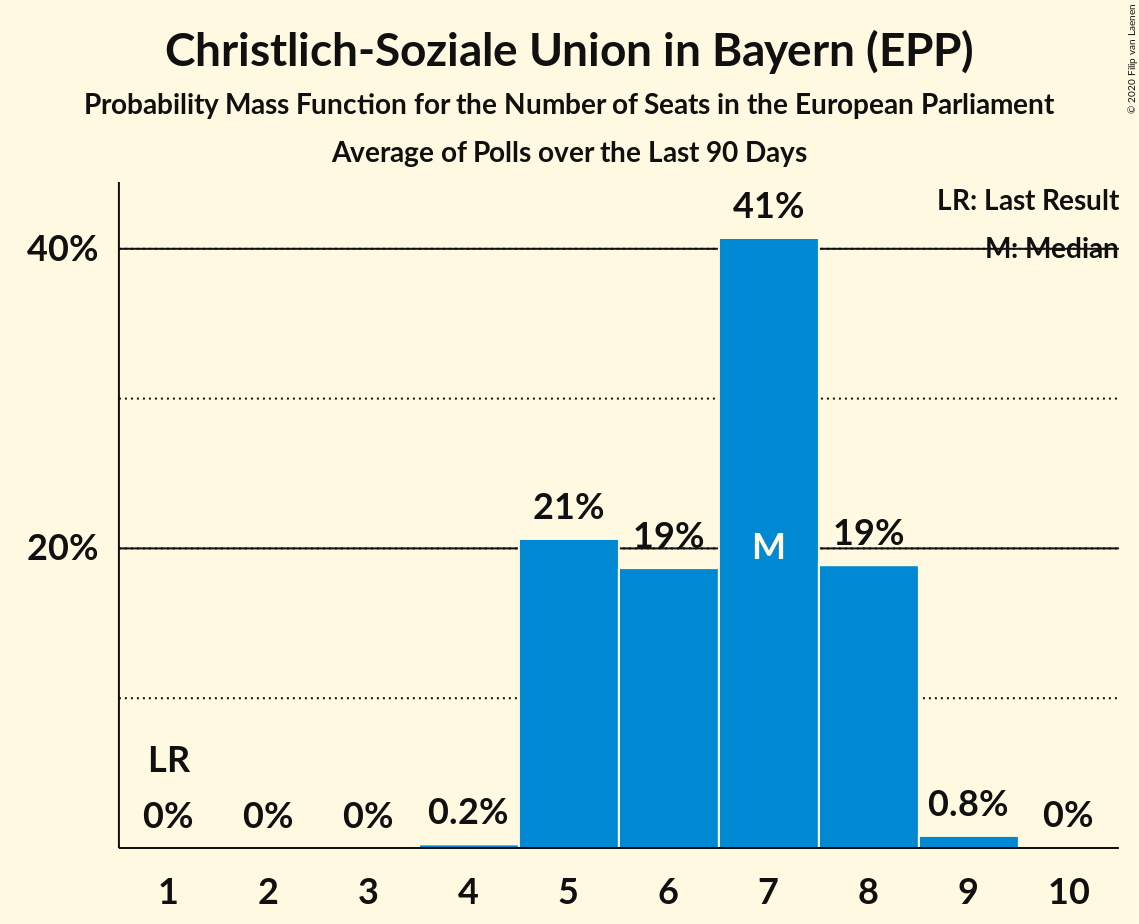 Christlich-Soziale Union in Bayern (EPP)
Probability Mass Function for the Number of Seats in the European Parliament
Average of Polls over the Last 90 Days
© 2020 Filip van Laenen
LR: Last Result
M: Median
40%
20%
41%
21%
19%
M
19%
LR
0%
0%
0%
0.2%
0.8%
0%
1 2 3 4 5 6 7 8 9 10